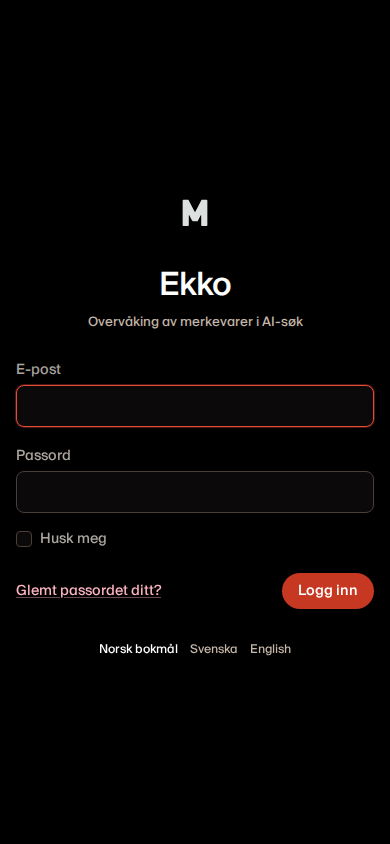 M
Ekko
Overvåking av merkevarer i AI-søk
E-post
Passord
Husk meg
Glemt passordet ditt?
Logg inn
Norsk bokmål Svenska English